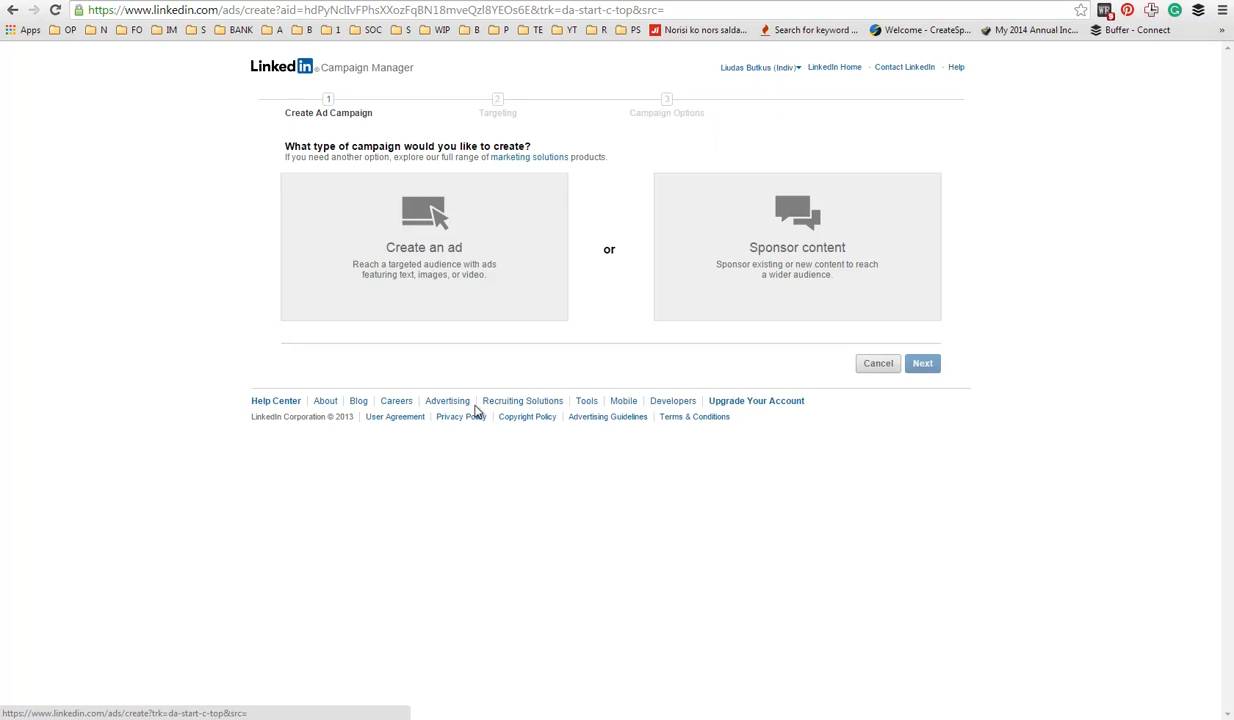 https://www.linkedin.com/ads/create?aid=hdPyNclIvFPhsXXozFqBN18mveQzl8YEOs6E&trk=da-start-c-top&src=
Apps OP N FO IM S BANK A B 1 SOC S WIP B P TE YT R PS Norisi ko nors salda... Search for keyword ... Welcome - CreateSp... My 2014 Annual Inc... Buffer - Connect »
Linked in Campaign Manager
Liudas Butkus (Indiv) LinkedIn Home Contact LinkedIn Help
1 2 3
Create Ad Campaign Targeting Campaign Options
What type of campaign would you like to create?
If you need another option, explore our full range of marketing solutions products.
Create an ad
Reach a targeted audience with ads
featuring text, images, or video.
or
Sponsor content
Sponsor existing or new content to reach
a wider audience.
Cancel Next
Help Center About Blog Careers Advertising Recruiting Solutions Tools Mobile Developers Upgrade Your Account
LinkedIn Corporation © 2013 User Agreement Privacy Policy Copyright Policy Advertising Guidelines Terms & Conditions
https://www.linkedin.com/ads/create?trk=da-start-c-top&src=